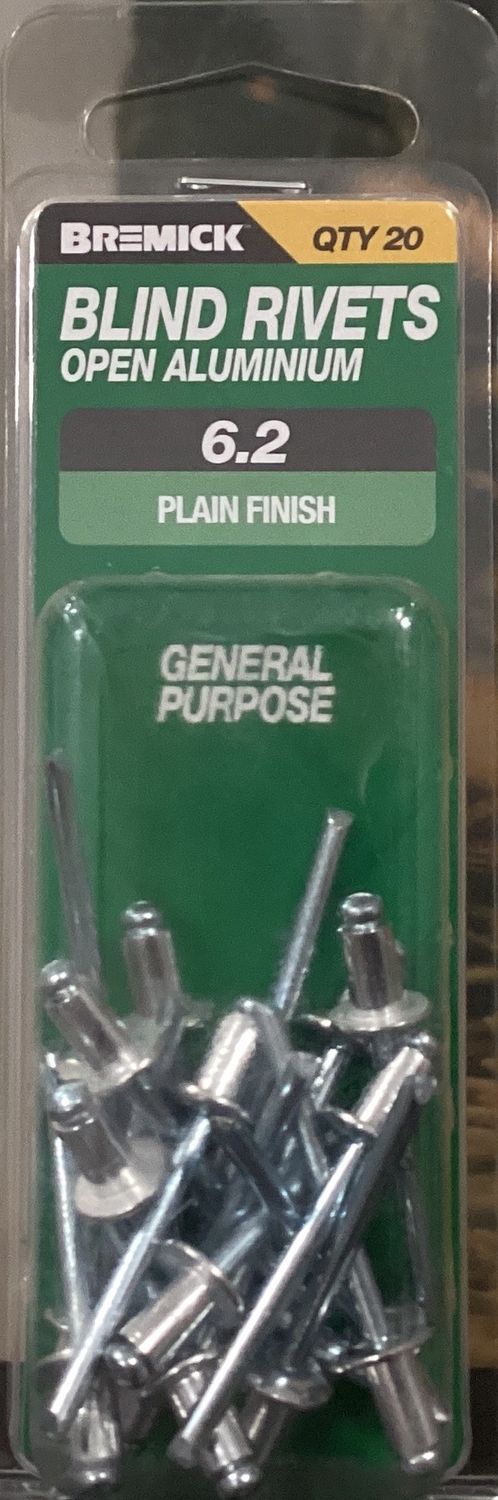 BREMICK
QTY 20
BLIND RIVETS
OPEN ALUMINIUM
6.2
PLAIN FINISH
GENERAL
PURPOSE